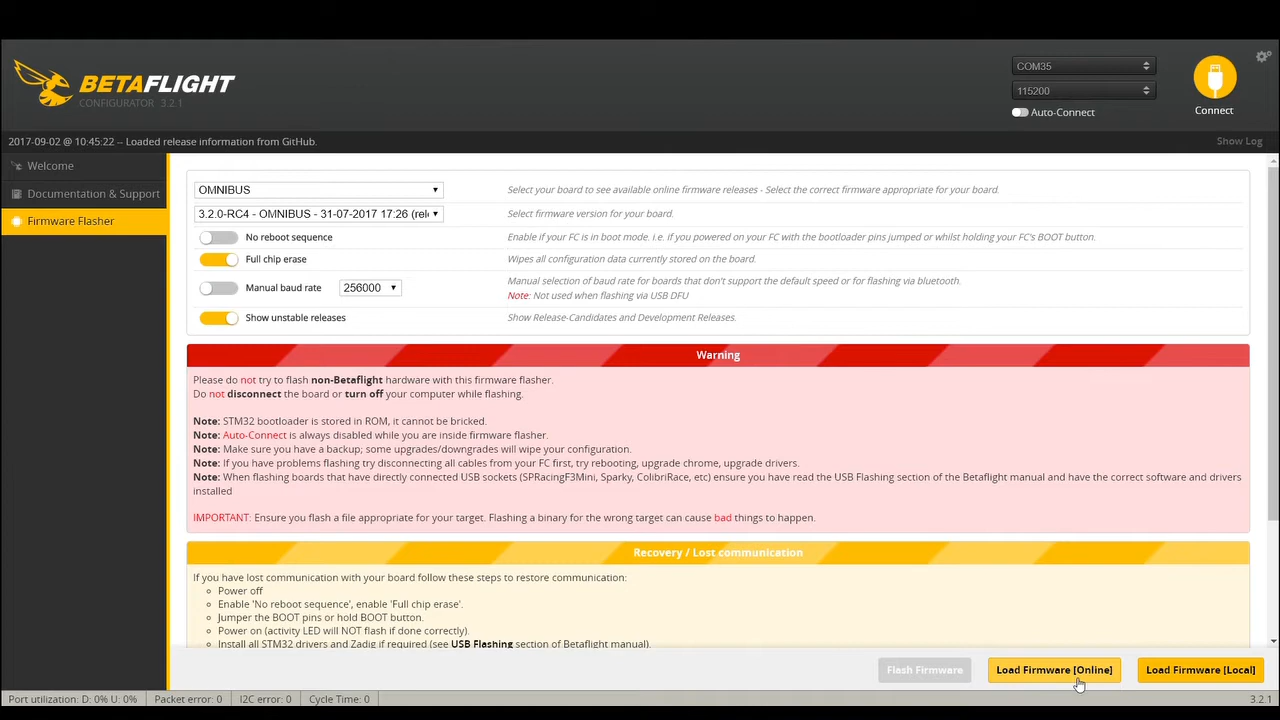 BETAFLIGHT
CONFIGURATOR 3.2.1
COM35
115200
Auto-Connect
Connect
2017-09-02 @ 10:45:22 -- Loaded release information from GitHub.
Show Log
Welcome
Documentation & Support
Firmware Flasher
OMNIBUS
Select your board to see available online firmware releases - Select the correct firmware appropriate for your board.
3.2.0-RC4 - OMNIBUS - 31-07-2017 17:26 (rele
Select firmware version for your board.
No reboot sequence
Enable if your FC is in boot mode. i.e. if you powered on your FC with the bootloader pins jumped or whilst holding your FC's BOOT button.
Full chip erase
Wipes all configuration data currently stored on the board.
Manual baud rate
256000
Manual selection of baud rate for boards that don't support the default speed or for flashing via bluetooth.
Note: Not used when flashing via USB DFU
Show unstable releases
Show Release-Candidates and Development Releases.
Warning
Please do not try to flash non-Betaflight hardware with this firmware flasher.
Do not disconnect the board or turn off your computer while flashing.
Note: STM32 bootloader is stored in ROM, it cannot be bricked.
Note: Auto-Connect is always disabled while you are inside firmware flasher.
Note: Make sure you have a backup; some upgrades/downgrades will wipe your configuration.
Note: If you have problems flashing try disconnecting all cables from your FC first, try rebooting, upgrade chrome, upgrade drivers.
Note: When flashing boards that have directly connected USB sockets (SPRacingF3Mini, Sparky, ColibriRace, etc) ensure you have read the USB Flashing section of the Betaflight manual and have the correct software and drivers
installed
IMPORTANT: Ensure you flash a file appropriate for your target. Flashing a binary for the wrong target can cause bad things to happen.
Recovery / Lost communication
If you have lost communication with your board follow these steps to restore communication:
Power off
Enable 'No reboot sequence', enable 'Full chip erase'.
Jumper the BOOT pins or hold BOOT button.
Power on (activity LED will NOT flash if done correctly).
Install all STM32 drivers and Zadig if required (see USB Flashing section of Betaflight manual).
Flash Firmware
Load Firmware [Online]
Load Firmware [Local]
Port utilization: D: 0% U: 0%
Packet error: 0
I2C error: 0
Cycle Time: 0
3.2.1